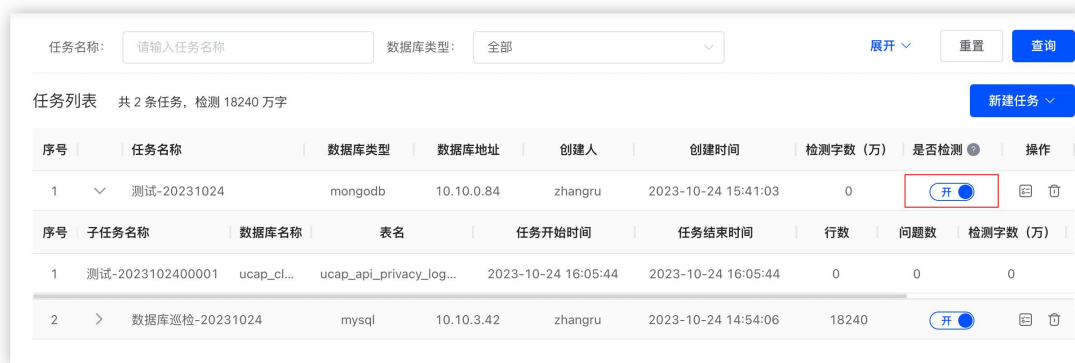 任务名称： 请输入任务名称 数据库类型： 全部 展开 重置 查询
任务列表 共 2 条任务，检测 18240 万字 新建任务
序号 任务名称 数据库类型 数据库地址 创建人 创建时间 检测字数（万） 是否检测 ? 操作
1 测试-20231024 mongodb 10.10.0.84 zhangru 2023-10-24 15:41:03 0 开
序号 子任务名称 数据库名称 表名 任务开始时间 任务结束时间 行数 问题数 检测字数（万）
1 测试-2023102400001 ucap_cl... ucap_api_privacy_log... 2023-10-24 16:05:44 2023-10-24 16:05:44 0 0 0
2 数据库巡检-20231024 mysql 10.10.3.42 zhangru 2023-10-24 14:54:06 18240 开